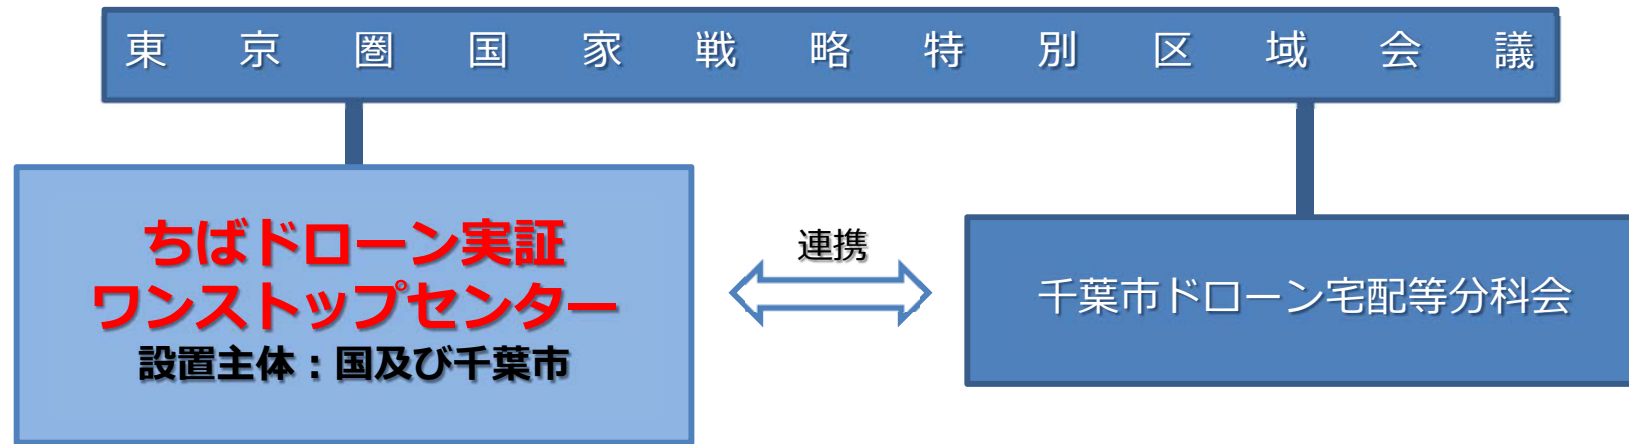 東京圏国家戦略特別区域会議
ちばドローン実証
ワンストップセンター
設置主体：国及び千葉市
連携
千葉市ドローン宅配等分科会